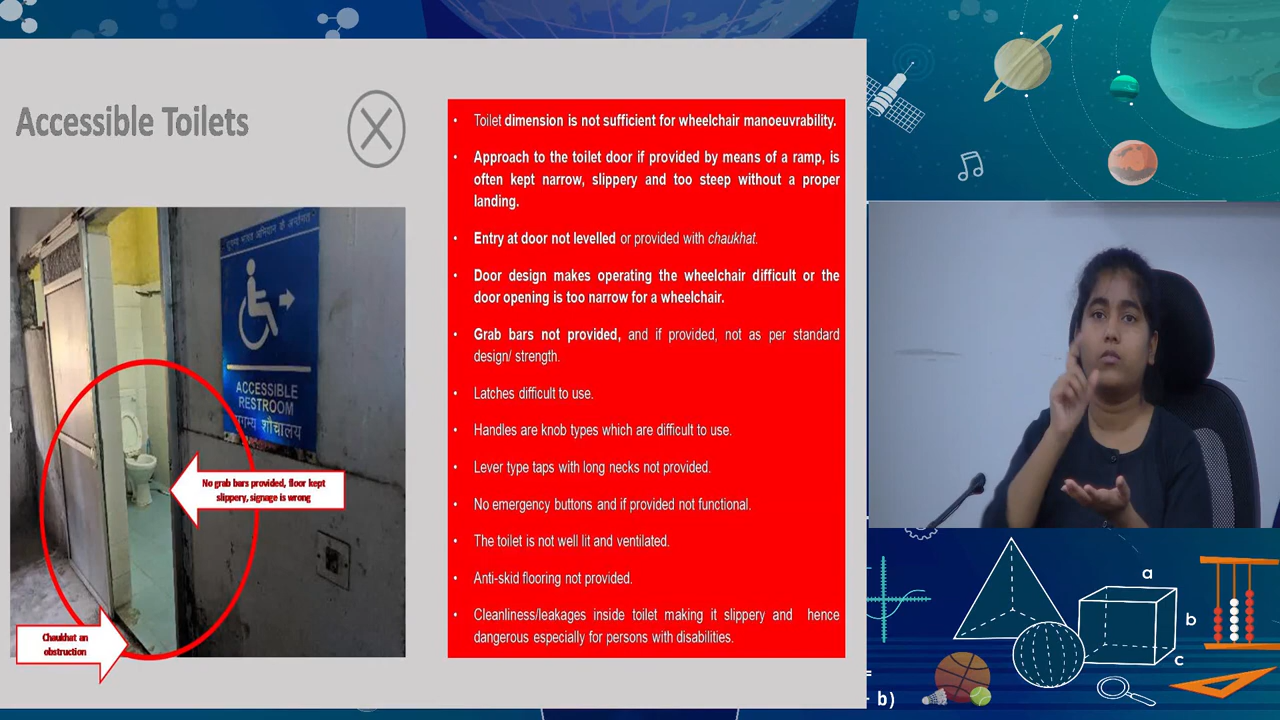 Accessible Toilets
सुगम्य भारत अभियान के अन्तर्गत
ACCESSIBLE
RESTROOM
सुगम्य शौचालय
No grab bars provided, floor kept
slippery, signage is wrong
Chaukhat an
obstruction
• Toilet dimension is not sufficient for wheelchair manoeuvrability.
• Approach to the toilet door if provided by means of a ramp, is
often kept narrow, slippery and too steep without a proper
landing.
• Entry at door not levelled or provided with chaukhat.
• Door design makes operating the wheelchair difficult or the
door opening is too narrow for a wheelchair.
• Grab bars not provided, and if provided, not as per standard
design/ strength.
• Latches difficult to use.
• Handles are knob types which are difficult to use.
• Lever type taps with long necks not provided.
• No emergency buttons and if provided not functional.
• The toilet is not well lit and ventilated.
• Anti-skid flooring not provided.
• Cleanliness/leakages inside toilet making it slippery and hence
dangerous especially for persons with disabilities.
a
b
c
= 
- b)